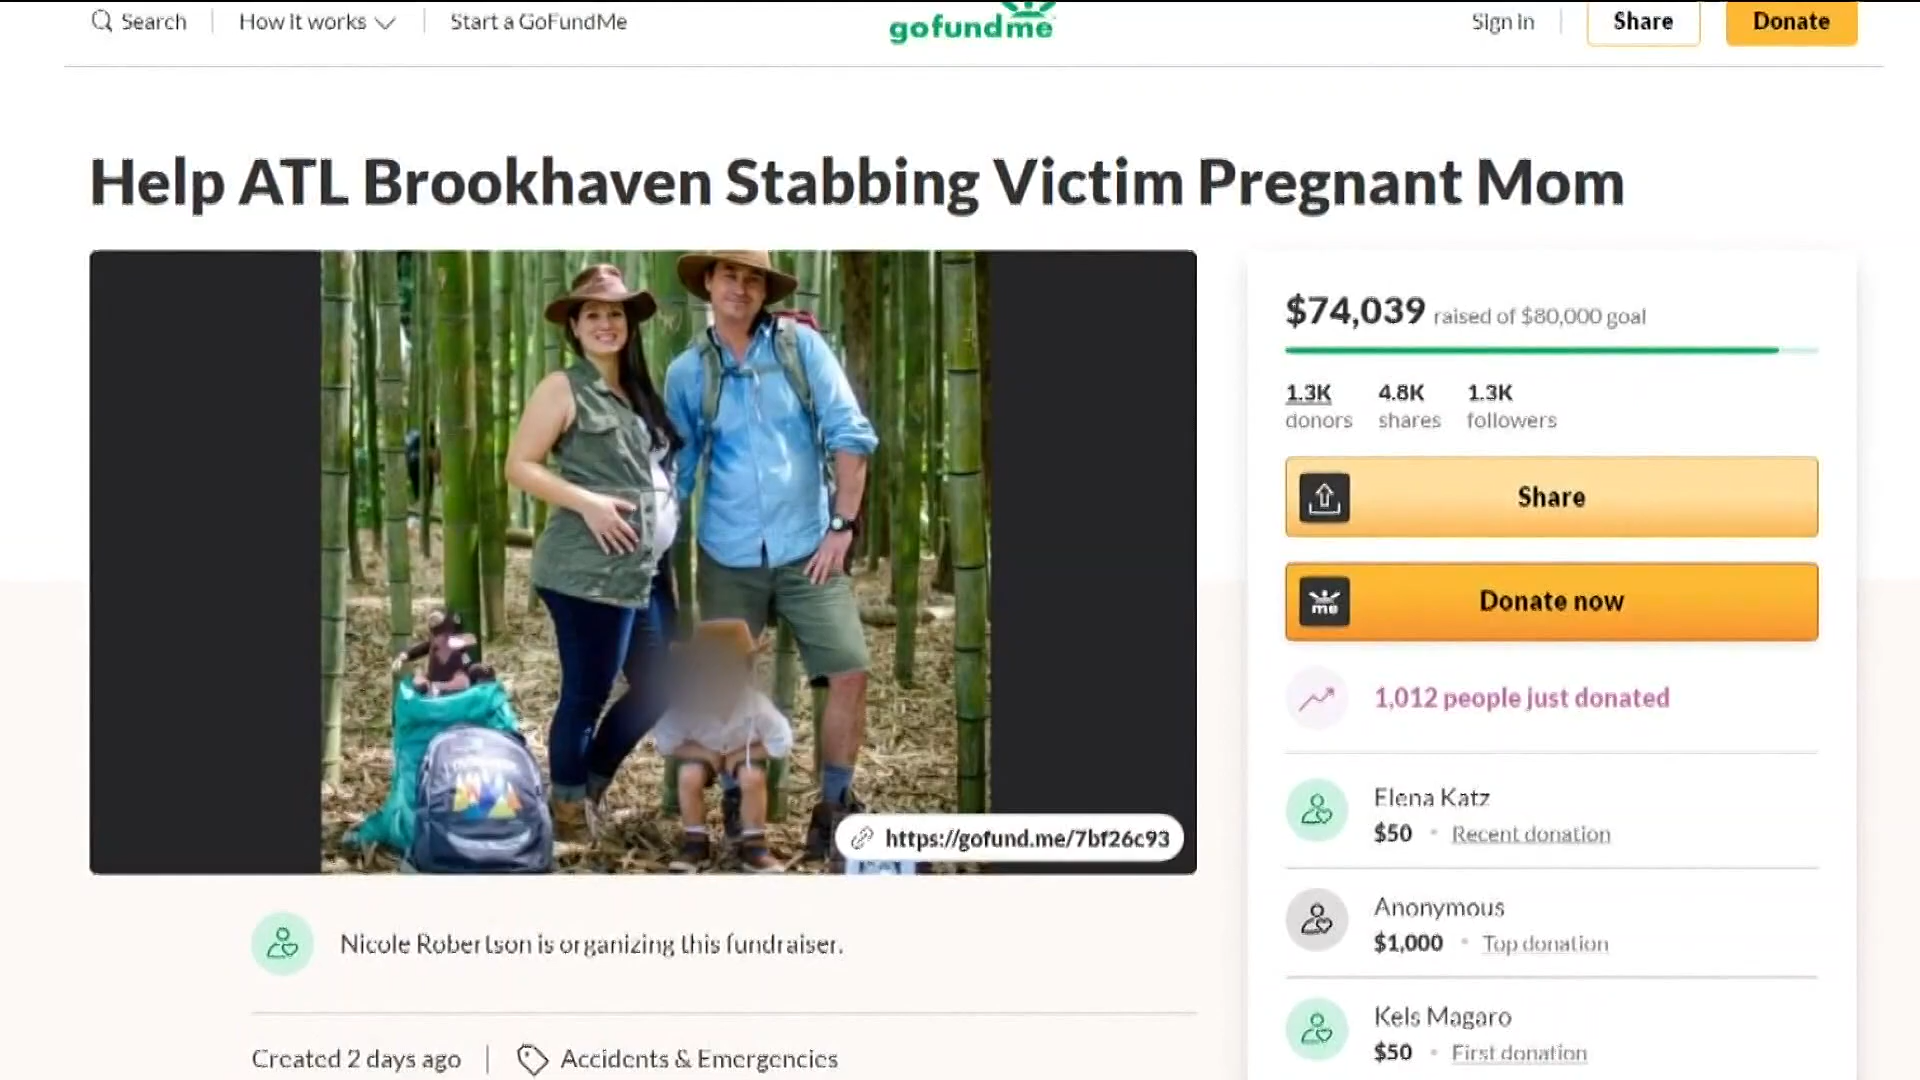 Search
How it works
Start a GoFundMe
gofundme
Sign in
Share
Donate
Help ATL Brookhaven Stabbing Victim Pregnant Mom
$74,039 raised of $80,000 goal
1.3K donors
4.8K shares
1.3K followers
Share
me
Donate now
1,012 people just donated
Elena Katz
$50 • Recent donation
Anonymous
$1,000 • Top donation
Kels Magaro
$50 • First donation
https://gofund.me/7bf26c93
Nicole Robertson is organizing this fundraiser.
Created 2 days ago
Accidents & Emergencies